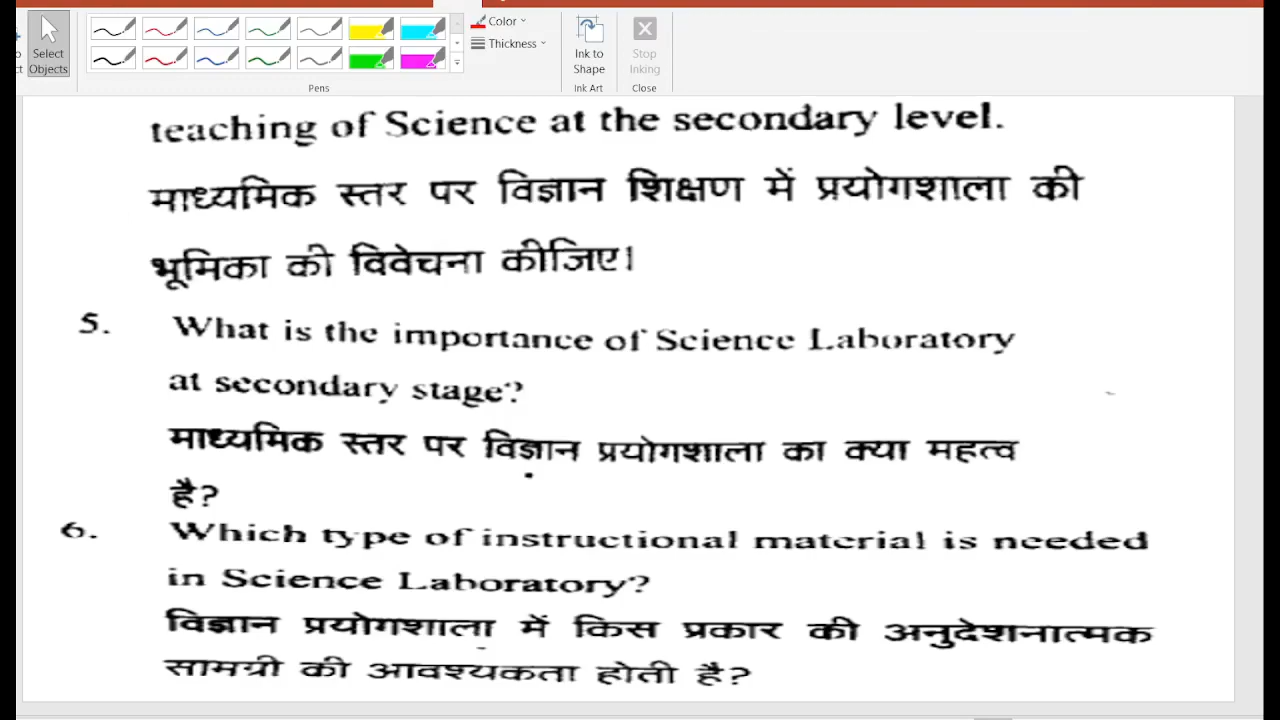 Color
Thickness
Select
Objects
Ink to
Shape
Stop
Inking
Pens
Ink Art
Close
teaching of Science at the secondary level.
माध्यमिक स्तर पर विज्ञान शिक्षण में प्रयोगशाला की
भूमिका की विवेचना कीजिए।
5. What is the importance of Science Laboratory
at secondary stage?
माध्यमिक स्तर पर विज्ञान प्रयोगशाला का क्या महत्व
है?
6. Which type of instructional material is needed
in Science Laboratory?
विज्ञान प्रयोगशाला में किस प्रकार की अनुदेशनात्मक
सामग्री की आवश्यकता होती है?